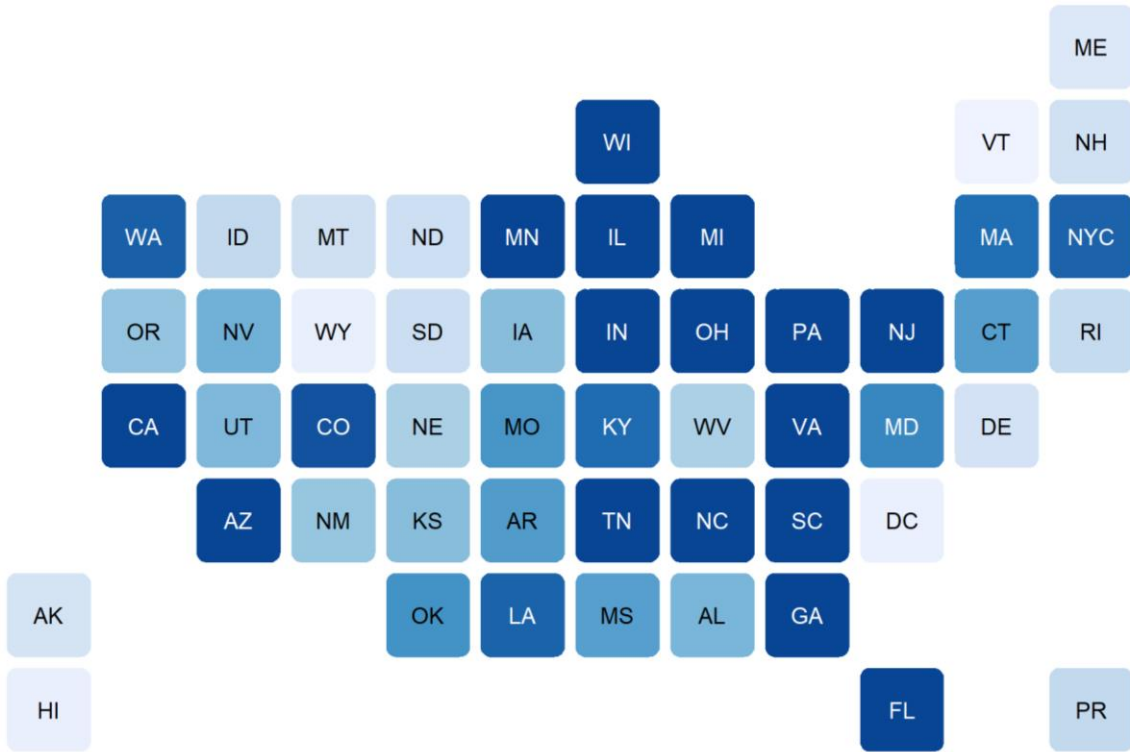 ME
WI VT NH
WA ID MT ND MN IL MI MA NYC
OR NV WY SD IA IN OH PA NJ CT RI
CA UT CO NE MO KY WV VA MD DE
AZ NM KS AR TN NC SC DC
AK OK LA MS AL GA
HI FL PR